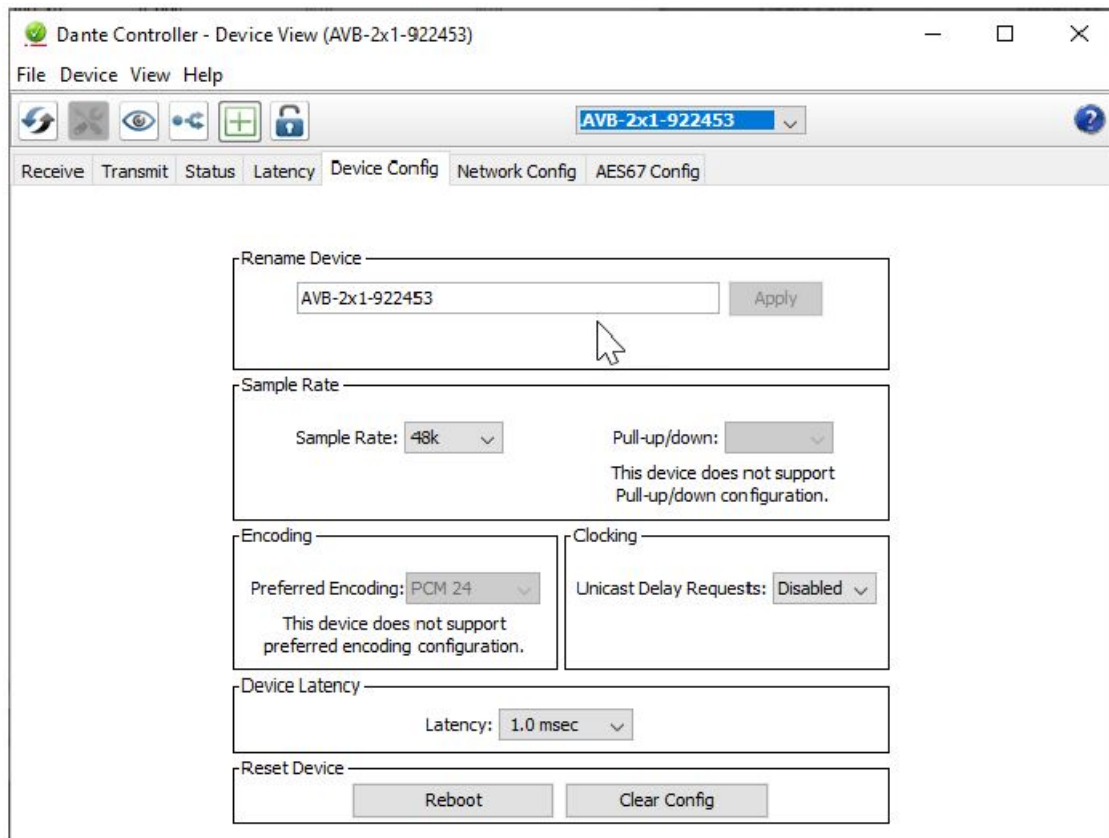 Dante Controller - Device View (AVB-2x1-922453)
File Device View Help
AVB-2x1-922453
?
Receive Transmit Status Latency Device Config Network Config AES67 Config
Rename Device
AVB-2x1-922453 Apply
Sample Rate
Sample Rate: 48k Pull-up/down:
This device does not support
Pull-up/down configuration.
Encoding Clocking
Preferred Encoding: PCM 24 Unicast Delay Requests: Disabled
This device does not support
preferred encoding configuration.
Device Latency
Latency: 1.0 msec
Reset Device
Reboot Clear Config